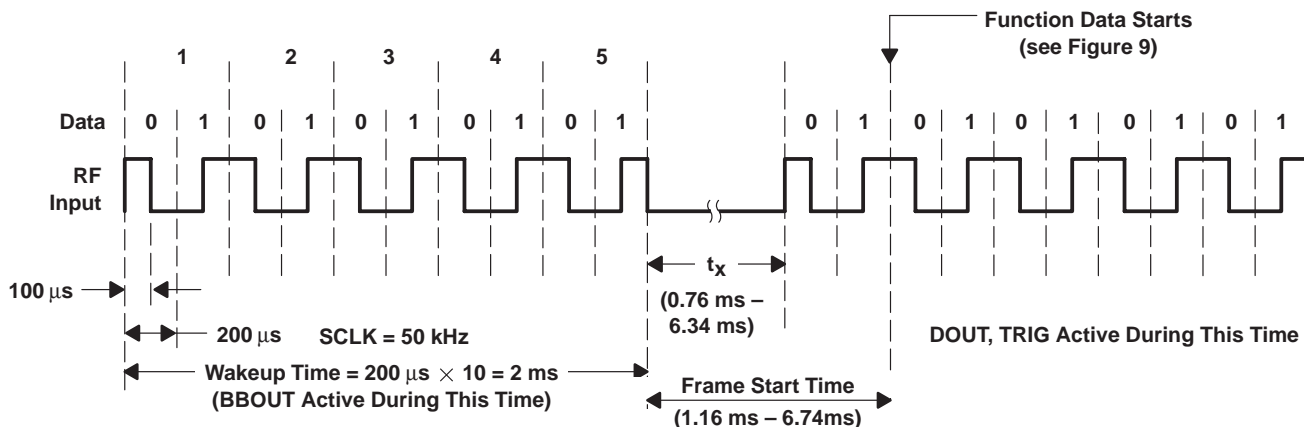 Function Data Starts
(see Figure 9)
1 2 3 4 5
Data 0 1 0 1 0 1 0 1 0 1 0 1 0 1 0 1 0 1 0 1
RF
Input
tx
(0.76 ms –
6.34 ms)
100 µs
200 µs SCLK = 50 kHz
DOUT, TRIG Active During This Time
Wakeup Time = 200 µs × 10 = 2 ms
(BBOUT Active During This Time)
Frame Start Time
(1.16 ms – 6.74ms)